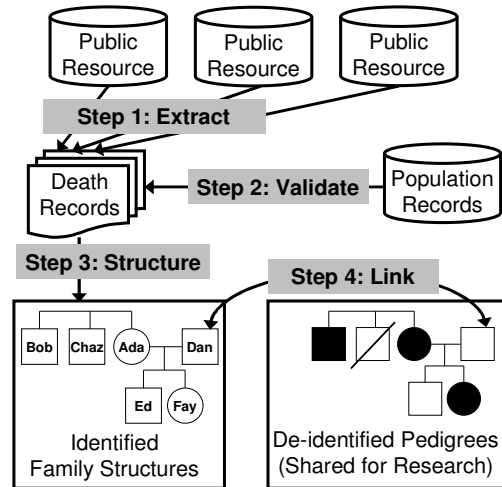 Public
Resource
Public
Resource
Public
Resource
Step 1: Extract
Death
Records
Step 2: Validate
Population
Records
Step 3: Structure
Step 4: Link
Bob
Chaz
Ada
Dan
Ed
Fay
Identified
Family Structures
De-identified Pedigrees
(Shared for Research)